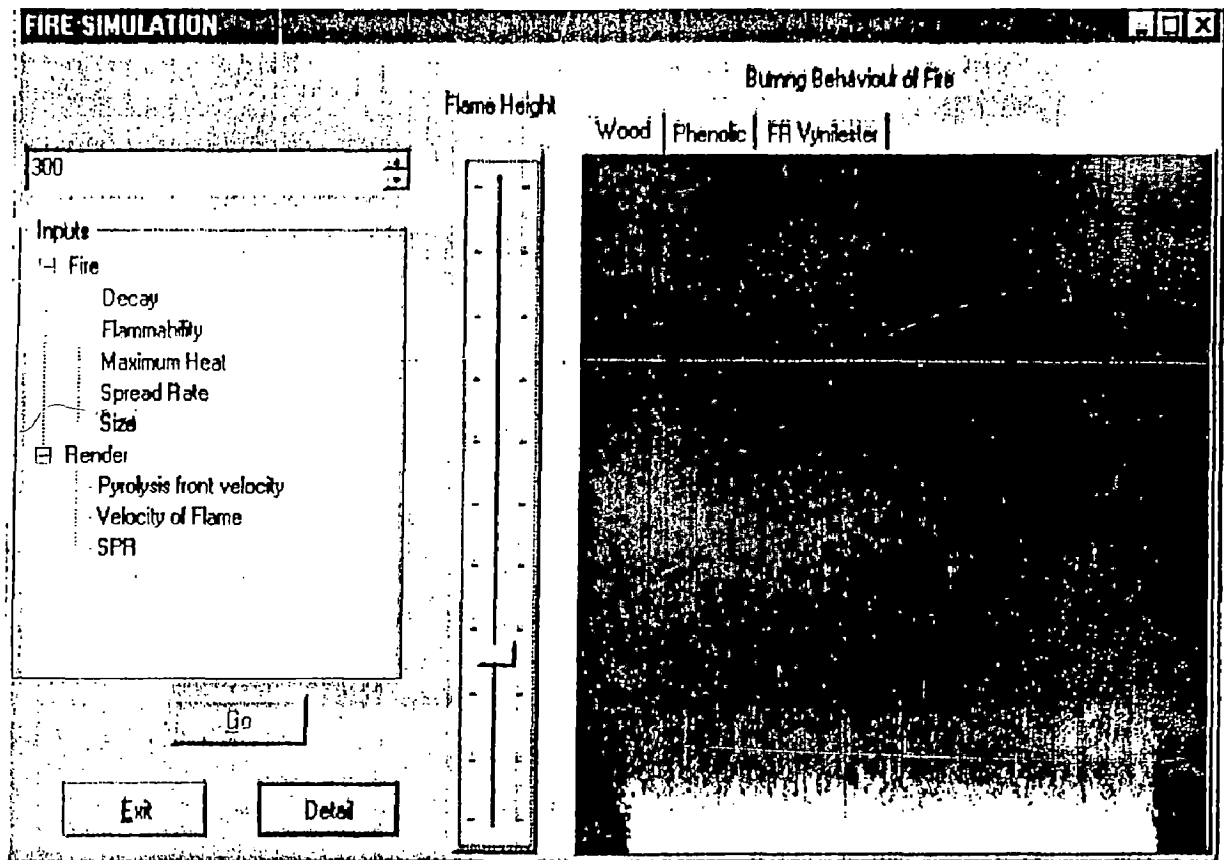 FIRE SIMULATION
Burning Behaviour of Fire
Flame Height
Wood Phenolic FR Vynilester
300
Inputs
Fire
Decay
Flammability
Maximum Heat
Spread Rate
Size
Render
Pyrolysis front velocity
Velocity of Flame
SPR
Go
Exit Detail